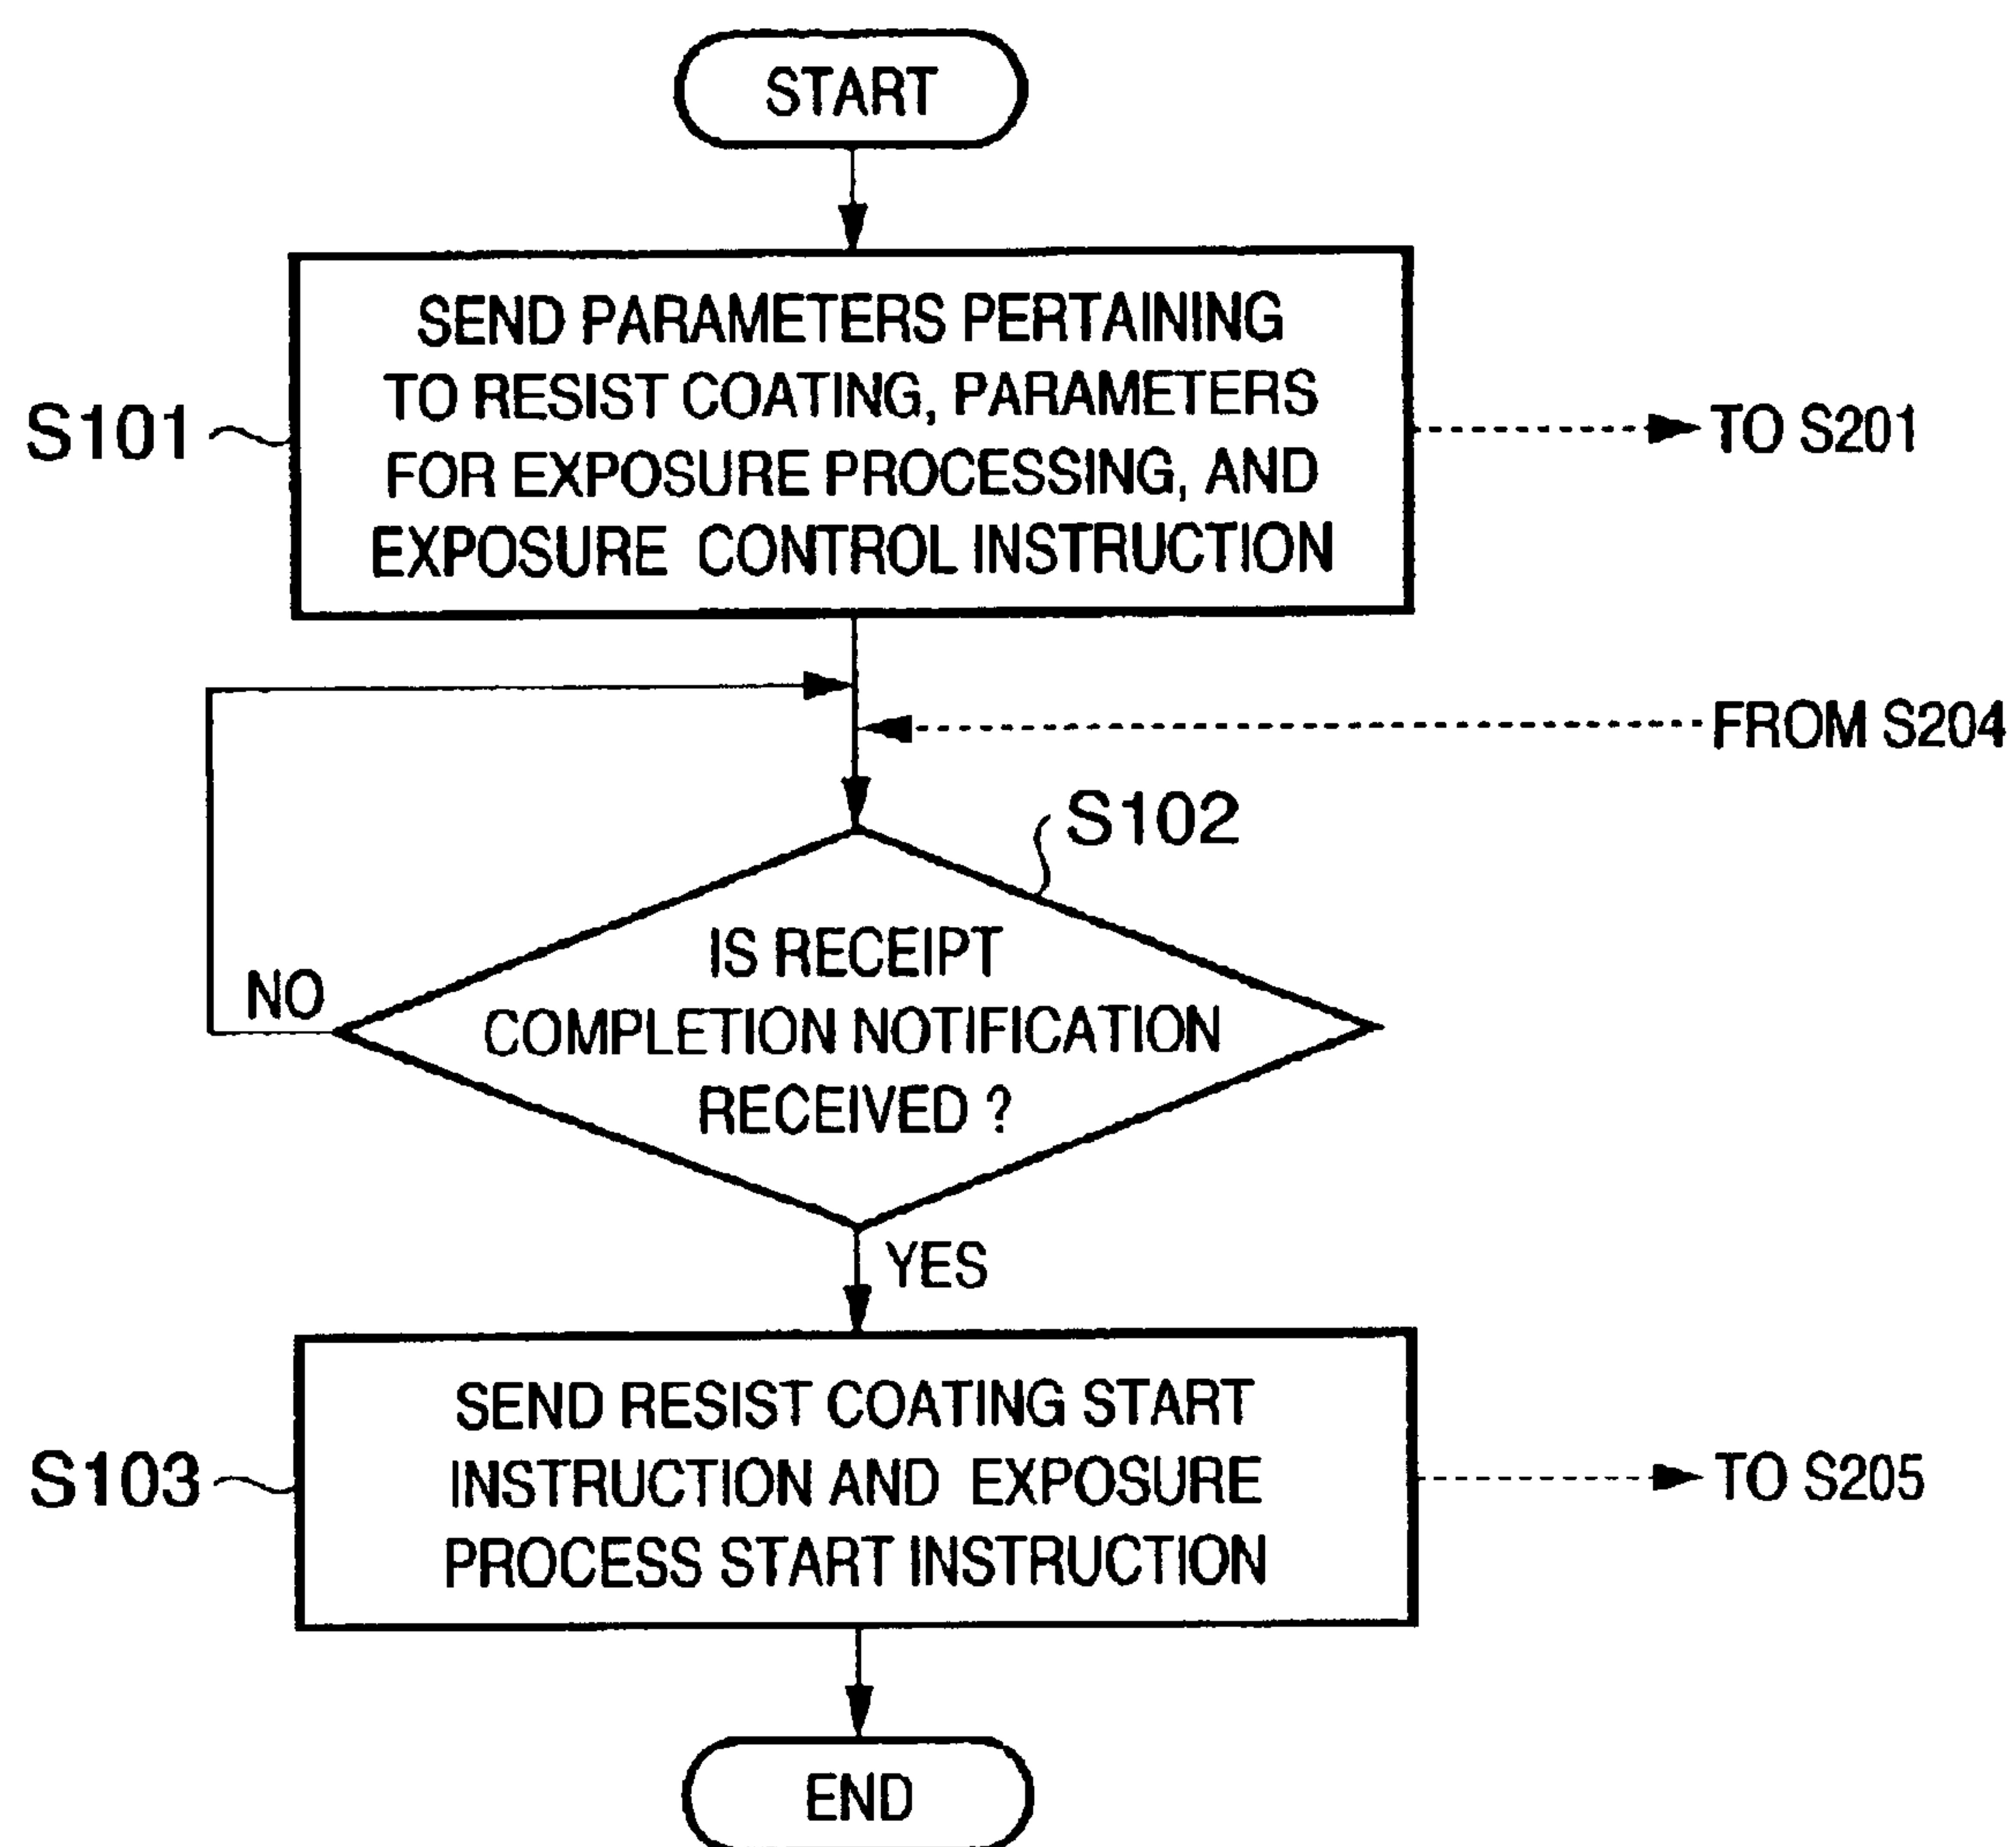 START
SEND PARAMETERS PERTAINING
TO RESIST COATING, PARAMETERS
FOR EXPOSURE PROCESSING, AND
EXPOSURE CONTROL INSTRUCTION
S101
TO S201
FROM S204
S102
IS RECEIPT
COMPLETION NOTIFICATION
RECEIVED ?
NO
YES
SEND RESIST COATING START
INSTRUCTION AND EXPOSURE
PROCESS START INSTRUCTION
S103
TO S205
END